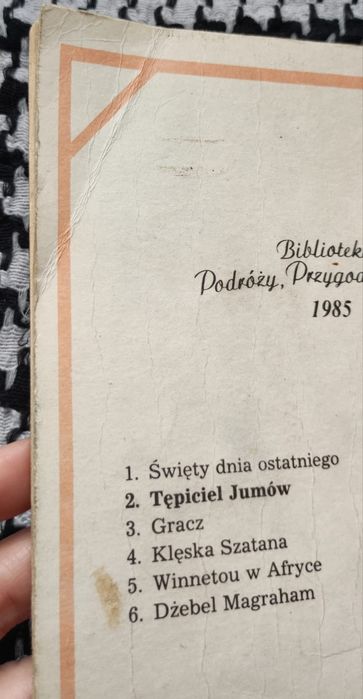 Bibliotek
Podróży, Przygod
1985
1. Święty dnia ostatniego
2. Tępiciel Jumów
3. Gracz
4. Klęska Szatana
5. Winnetou w Afryce
6. Dżebel Magraham